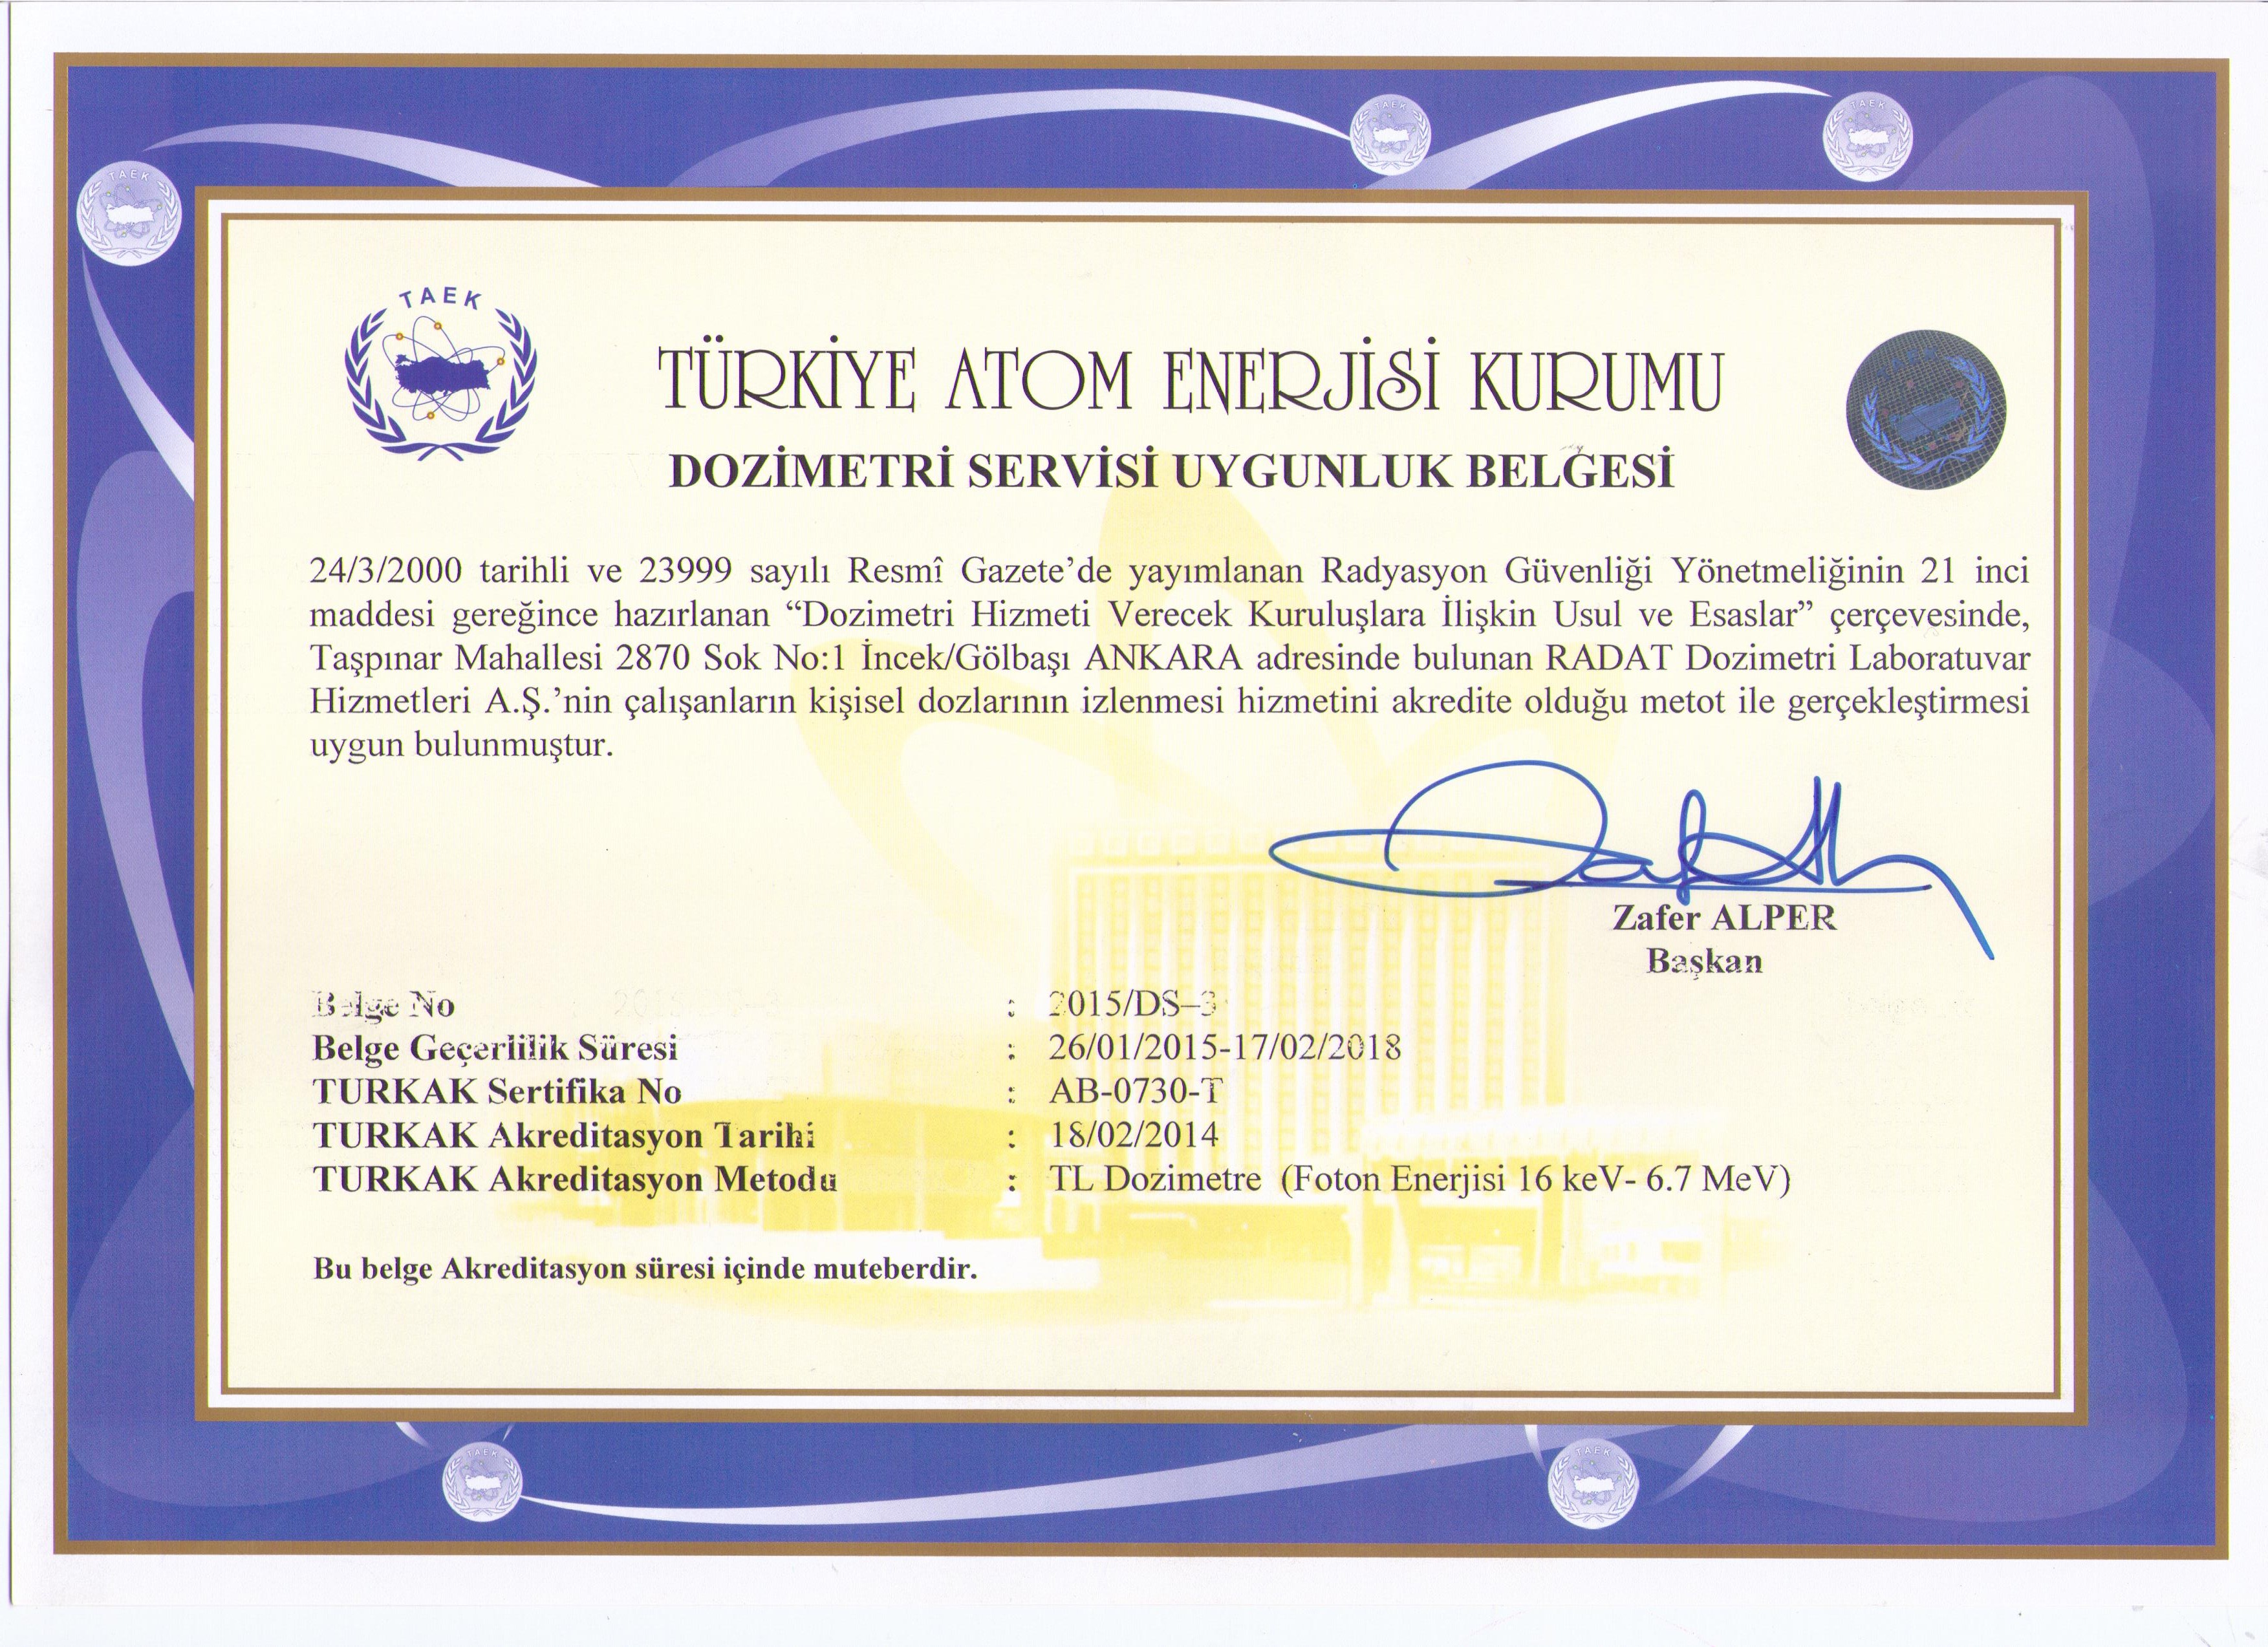 TAEK
TAEK
TAEK
TAEK
TÜRKİYE ATOM ENERJİSİ KURUMU
DOZİMETRİ SERVİSİ UYGUNLUK BELGESİ
24/3/2000 tarihli ve 23999 sayılı Resmî Gazete’de yayımlanan Radyasyon Güvenliği Yönetmeliğinin 21 inci
maddesi gereğince hazırlanan “Dozimetri Hizmeti Verecek Kuruluşlara İlişkin Usul ve Esaslar” çerçevesinde,
Taşpınar Mahallesi 2870 Sok No:1 İncek/Gölbaşı ANKARA adresinde bulunan RADAT Dozimetri Laboratuvar
Hizmetleri A.Ş.’nin çalışanların kişisel dozlarının izlenmesi hizmetini akredite olduğu metot ile gerçekleştirmesi
uygun bulunmuştur.
Zafer ALPER
Başkan
Belge No : 2015/DS–3
Belge Geçerlilik Süresi : 26/01/2015-17/02/2018
TURKAK Sertifika No : AB-0730-T
TURKAK Akreditasyon Tarihi : 18/02/2014
TURKAK Akreditasyon Metodu : TL Dozimetre (Foton Enerjisi 16 keV- 6.7 MeV)
Bu belge Akreditasyon süresi içinde muteberdir.
TAEK
TAEK